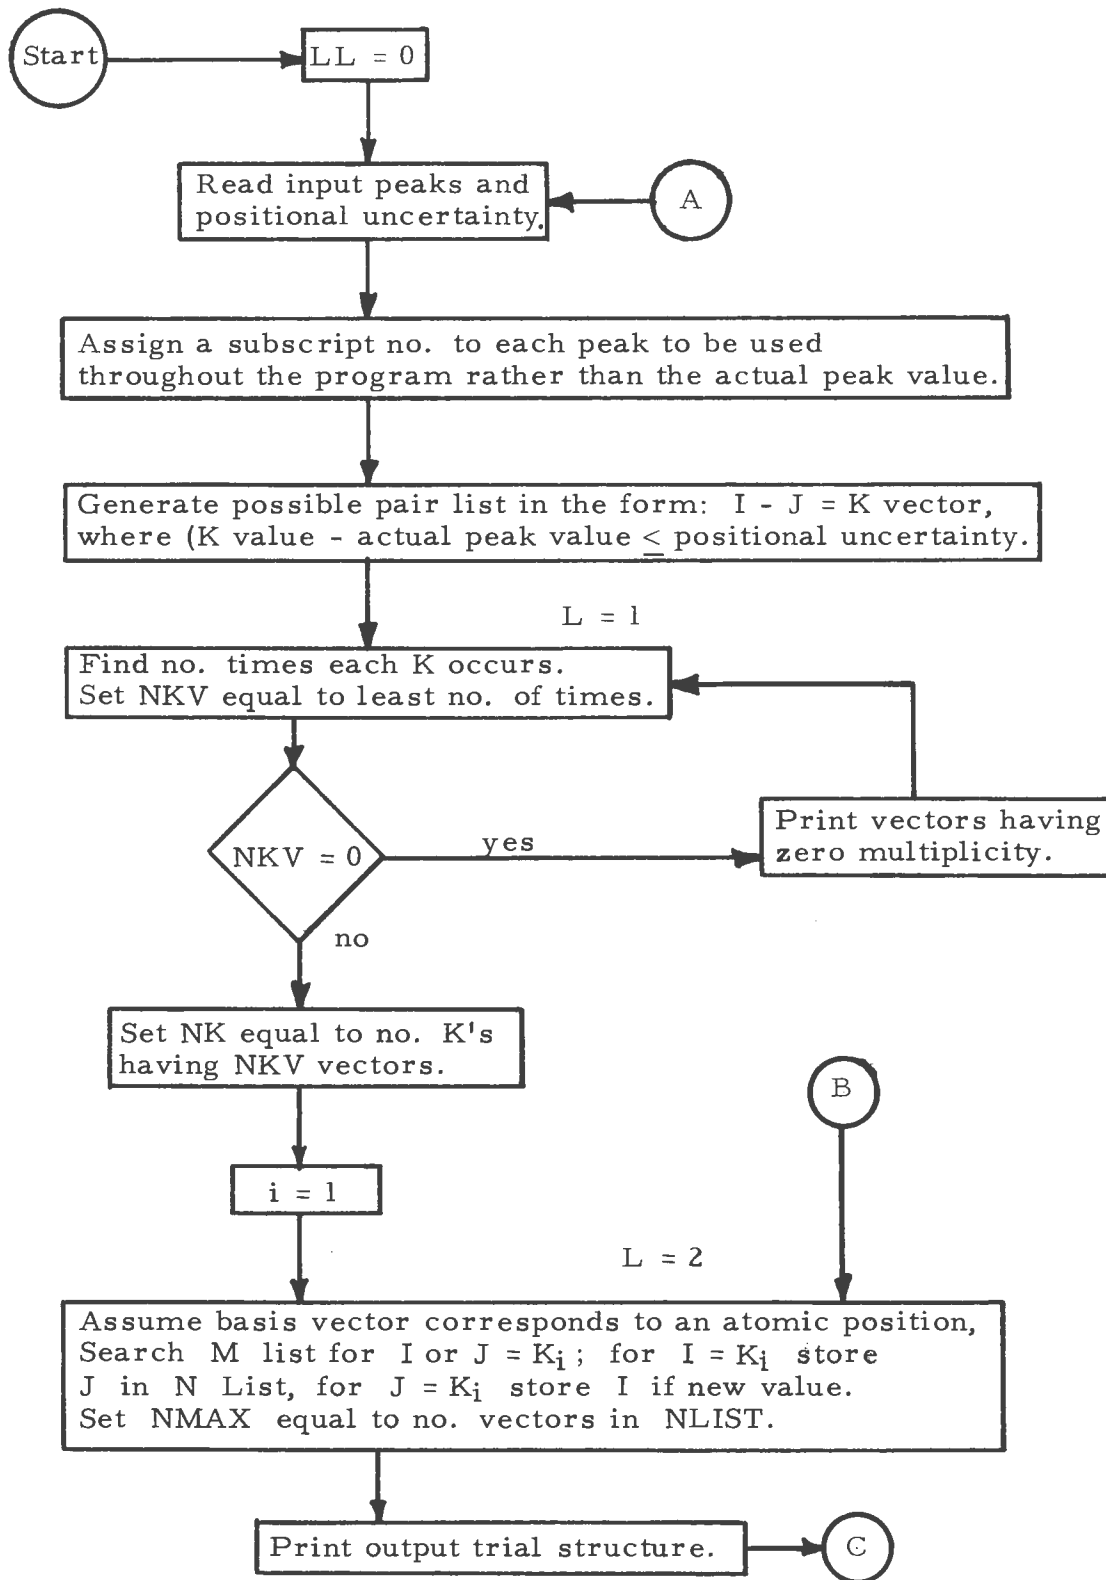 Start
LL = 0
Read input peaks and
positional uncertainty.
A
Assign a subscript no. to each peak to be used
throughout the program rather than the actual peak value.
Generate possible pair list in the form: I - J = K vector,
where (K value - actual peak value ≤ positional uncertainty.
L = 1
Find no. times each K occurs.
Set NKV equal to least no. of times.
NKV = 0
yes
Print vectors having
zero multiplicity.
no
Set NK equal to no. K's
having NKV vectors.
B
i = 1
L = 2
Assume basis vector corresponds to an atomic position,
Search M list for I or J = Ki ; for I = Ki store
J in N List, for J = Ki store I if new value.
Set NMAX equal to no. vectors in NLIST.
Print output trial structure.
C